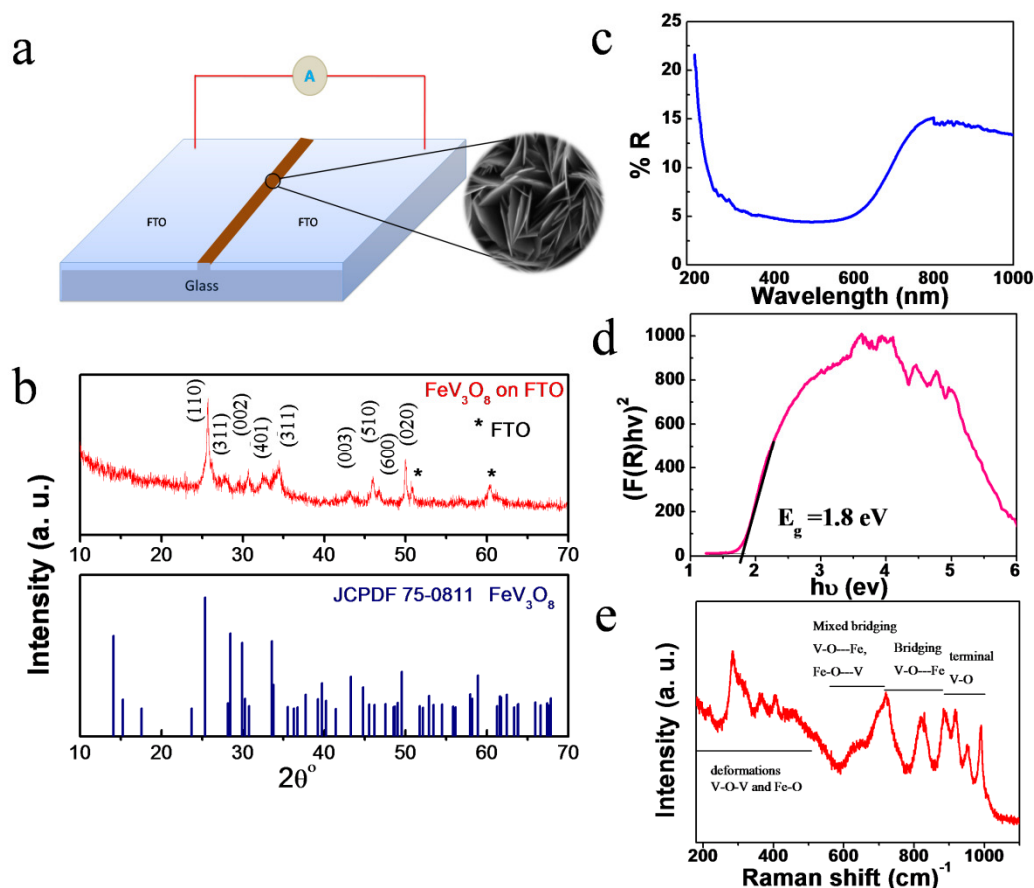 a
A
FTO
FTO
Glass
b
Intensity (a. u.)
FeV₃O₈ on FTO
* FTO
(110)
(311)
(002)
(401)
(311)
(003)
(510)
(600)
(020)
*
*
10 20 30 40 50 60 70
JCPDF 75-0811 FeV₃O₈
10 20 30 40 50 60 70
2θ°
c
% R
25
20
15
10
5
0
200 400 600 800 1000
Wavelength (nm)
d
(F(R)hν)²
1000
800
600
400
200
0
E_g =1.8 eV
1 2 3 4 5 6
hυ (ev)
e
Intensity (a. u.)
Mixed bridging
V-O---Fe,
Fe-O---V
Bridging
V-O---Fe
terminal
V-O
deformations
V-O-V and Fe-O
200 400 600 800 1000
Raman shift (cm)⁻¹